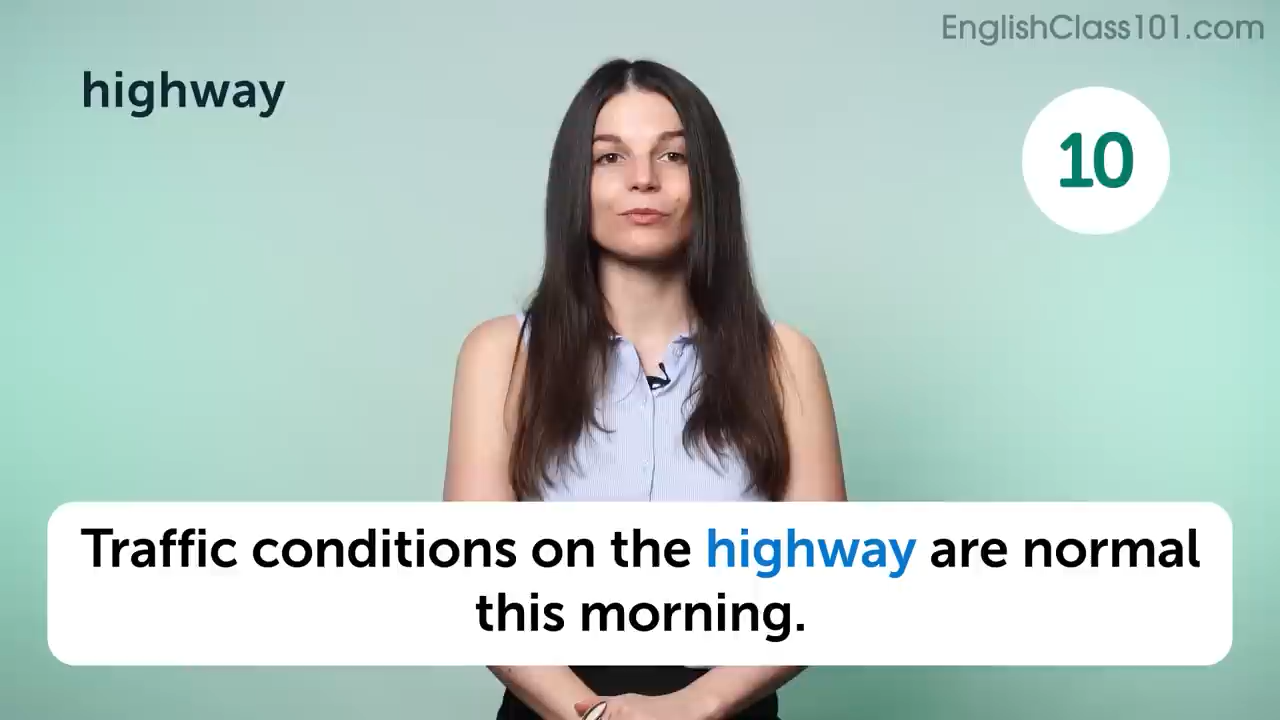 EnglishClass101.com
highway
10
Traffic conditions on the highway are normal
this morning.